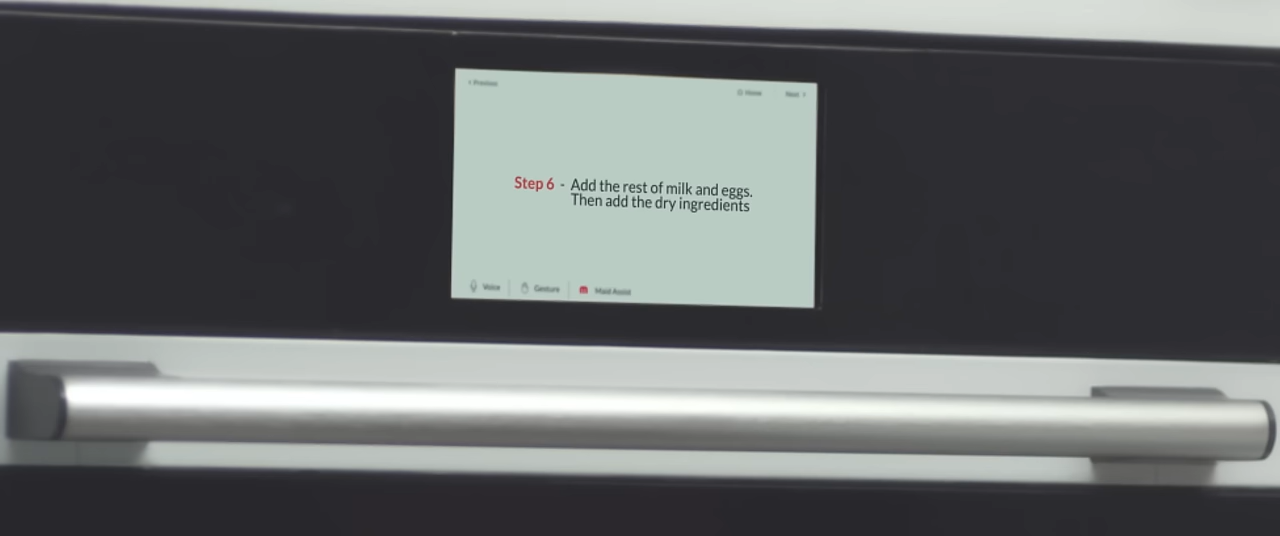 ‹ Previous
Home Next ›
Step 6 - Add the rest of milk and eggs.
Then add the dry ingredients
Voice Gesture Maid Assist